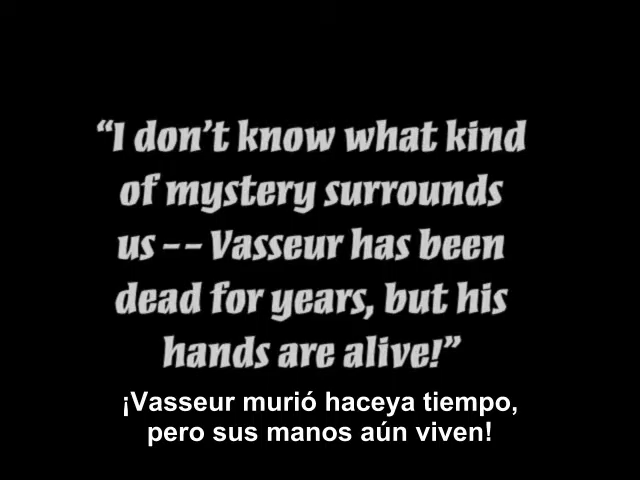 “I don’t know what kind
of mystery surrounds
us -- Vasseur has been
dead for years, but his
hands are alive!”
¡Vasseur murió haceya tiempo,
pero sus manos aún viven!